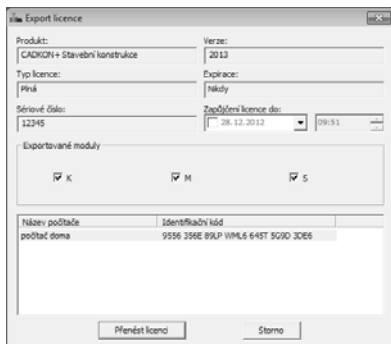 Export licence
Produkt: Verze:
CADKON+ Stavební konstrukce 2013
Typ licence: Expirace:
Plná Nikdy
Sériové číslo: Zapůjčení licence do:
12345 28.12.2012 09:51
Exportované moduly
K M S
Název počítače Identifikační kód
počítač doma 9556 356E 89LP WML6 645T 5G9D 3DE6
Přenést licenci Storno